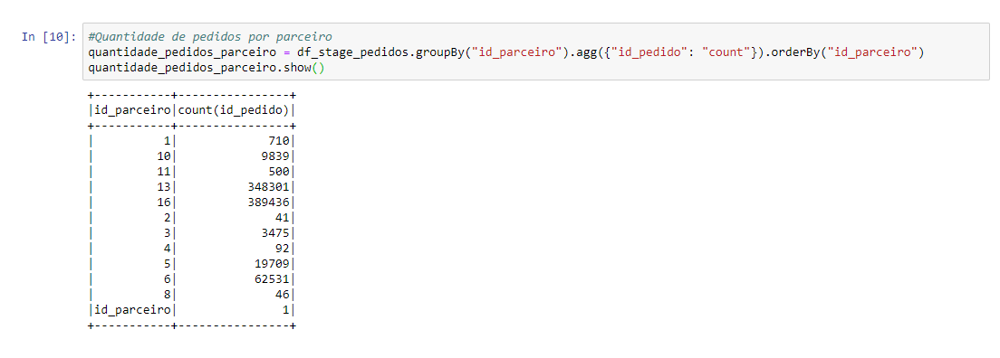 In [10]:
#Quantidade de pedidos por parceiro
quantidade_pedidos_parceiro = df_stage_pedidos.groupBy("id_parceiro").agg({"id_pedido": "count"}).orderBy("id_parceiro")
quantidade_pedidos_parceiro.show()
+-----------+----------------+
|id_parceiro|count(id_pedido)|
+-----------+----------------+
|          1|             710|
|         10|            9839|
|         11|             500|
|         13|          348301|
|         16|          389436|
|          2|              41|
|          3|            3475|
|          4|              92|
|          5|           19709|
|          6|           62531|
|          8|              46|
|id_parceiro|               1|
+-----------+----------------+